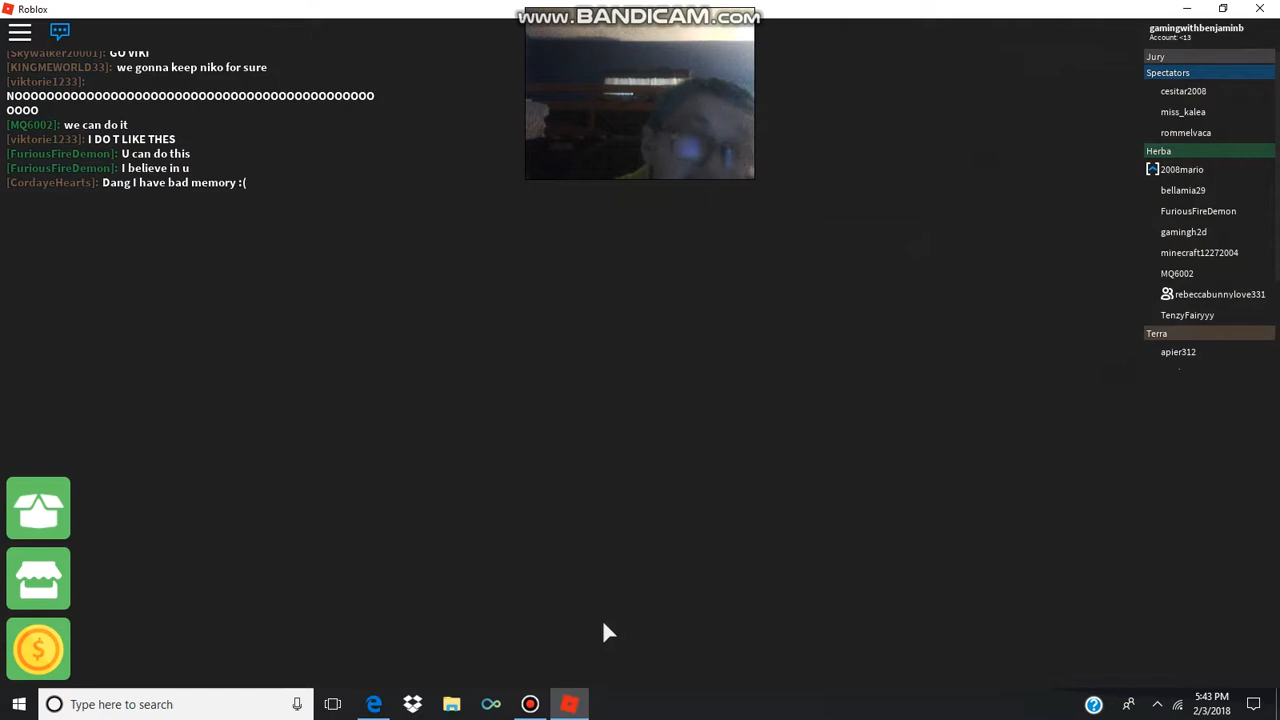 Roblox
www.BANDICAM.com
gamingwithbenjaminb
Account: <13
[Skywalker20001]: GO VIKI
[KINGMEWORLD33]: we gonna keep niko for sure
[viktorie1233]:
NOOOOOOOOOOOOOOOOOOOOOOOOOOOOOOOOOOOOOOOOO
OOOO
[MQ6002]: we can do it
[viktorie1233]: I DO T LIKE THES
[FuriousFireDemon]: U can do this
[FuriousFireDemon]: I believe in u
[CordayeHearts]: Dang I have bad memory :(
Jury
Spectators
cesitar2008
miss_kalea
rommelvaca
Herba
2008mario
bellamia29
FuriousFireDemon
gamingh2d
minecraft12272004
MQ6002
rebeccabunnylove331
TenzyFairyyy
Terra
apier312
Type here to search
5:43 PM
2/3/2018